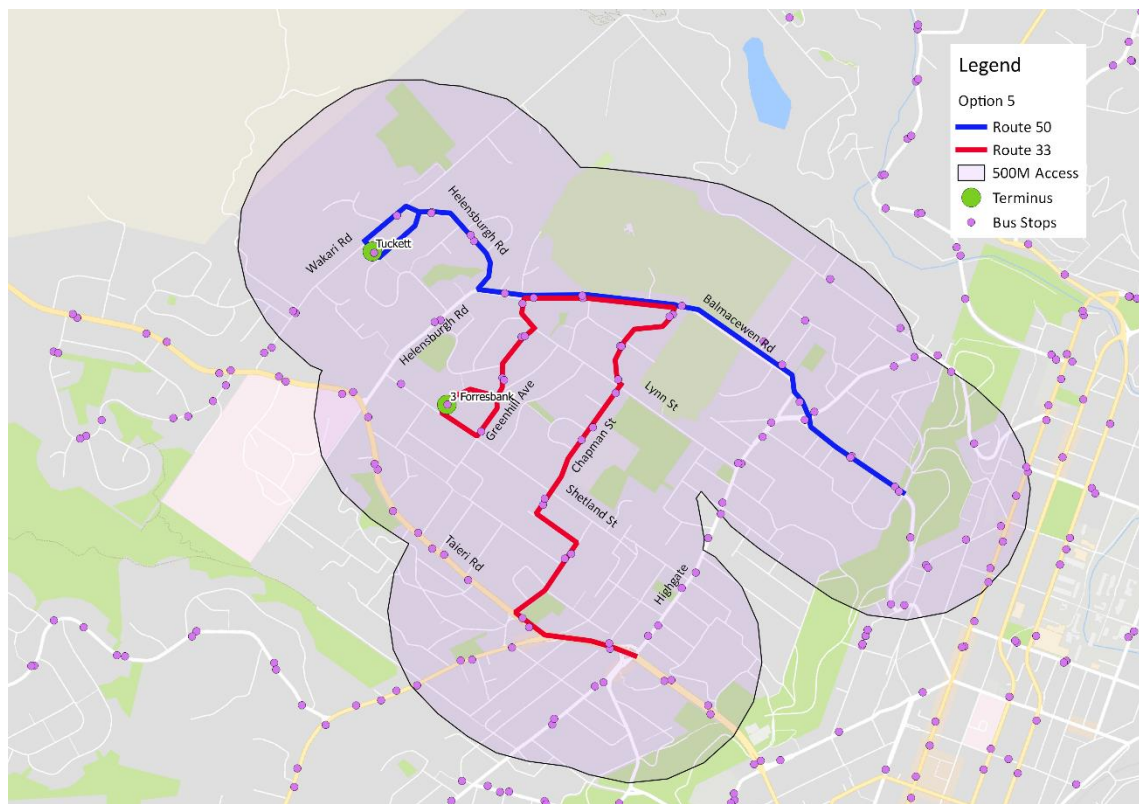 Legend
Option 5
Route 50
Route 33
500M Access
Terminus
Bus Stops
Helensburgh Rd
Wakari Rd
Tuckett
Helensburgh Rd
Balmacewen Rd
3 Forresbank
Greenhill Ave
Lynn St
Chapman St
Shetland St
Taieri Rd
Highgate